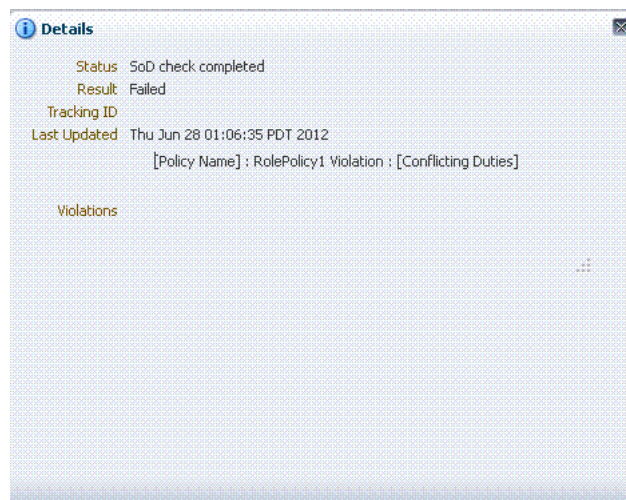 Details
Status SoD check completed
Result Failed
Tracking ID
Last Updated Thu Jun 28 01:06:35 PDT 2012
[Policy Name] : RolePolicy1 Violation : [Conflicting Duties]
Violations